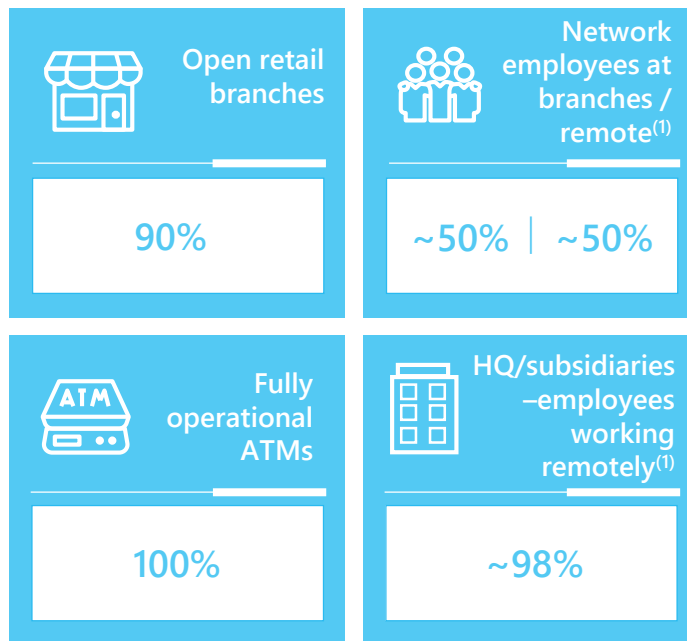 Open retail
branches
90%
Network
employees at
branches /
remote(1)
~50% | ~50%
ATM
Fully
operational
ATMs
100%
HQ/subsidiaries
–employees
working
remotely(1)
~98%